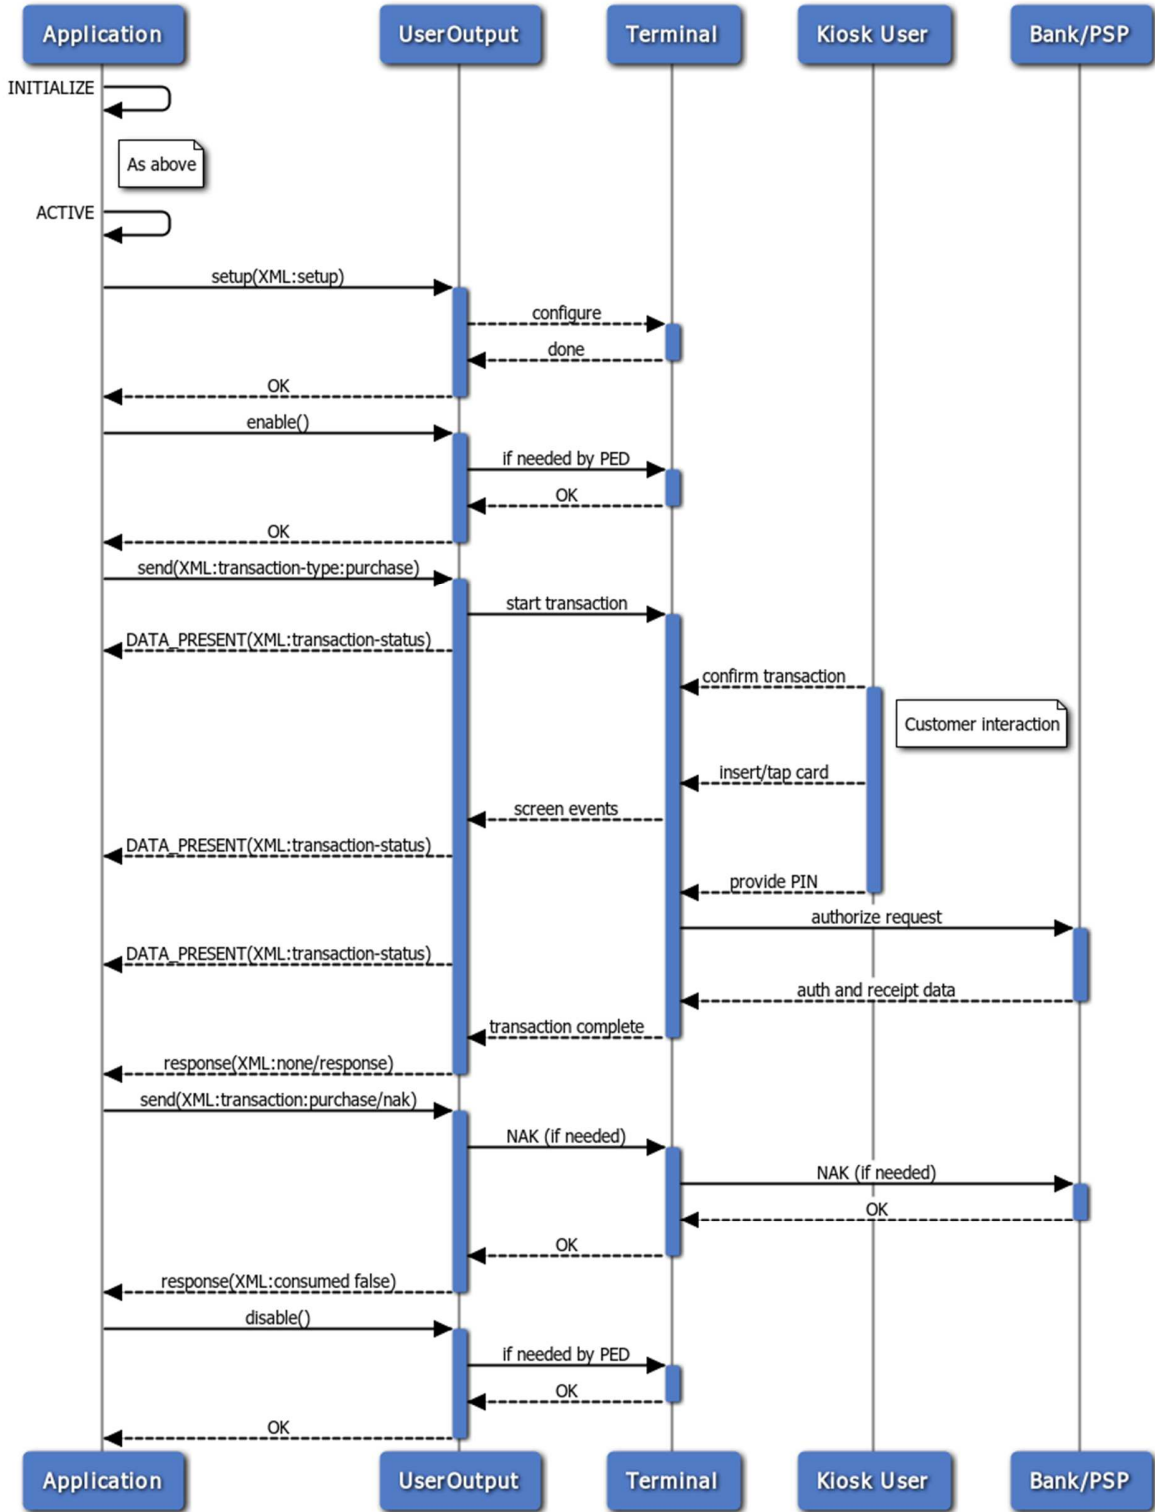 Application
UserOutput
Terminal
Kiosk User
Bank/PSP
INITIALIZE
As above
ACTIVE
setup(XML:setup)
configure
done
OK
enable()
if needed by PED
OK
OK
send(XML:transaction-type:purchase)
start transaction
DATA_PRESENT(XML:transaction-status)
confirm transaction
Customer interaction
insert/tap card
screen events
DATA_PRESENT(XML:transaction-status)
provide PIN
authorize request
DATA_PRESENT(XML:transaction-status)
auth and receipt data
transaction complete
response(XML:none/response)
send(XML:transaction:purchase/nak)
NAK (if needed)
NAK (if needed)
OK
OK
response(XML:consumed false)
disable()
if needed by PED
OK
OK
Application
UserOutput
Terminal
Kiosk User
Bank/PSP